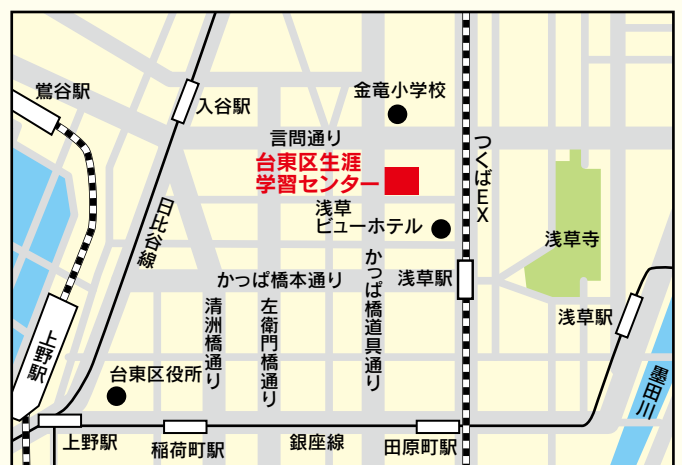 金竜小学校
鶯谷駅
入谷駅
言問通り
つくばEX
台東区生涯
学習センター
浅草
ビューホテル
日比谷線
浅草寺
かっぱ橋本通り
かっぱ橋道具通り
浅草駅
清洲橋通り
左衛門橋通り
浅草駅
上野駅
台東区役所
墨田川
上野駅
稲荷町駅
銀座線
田原町駅